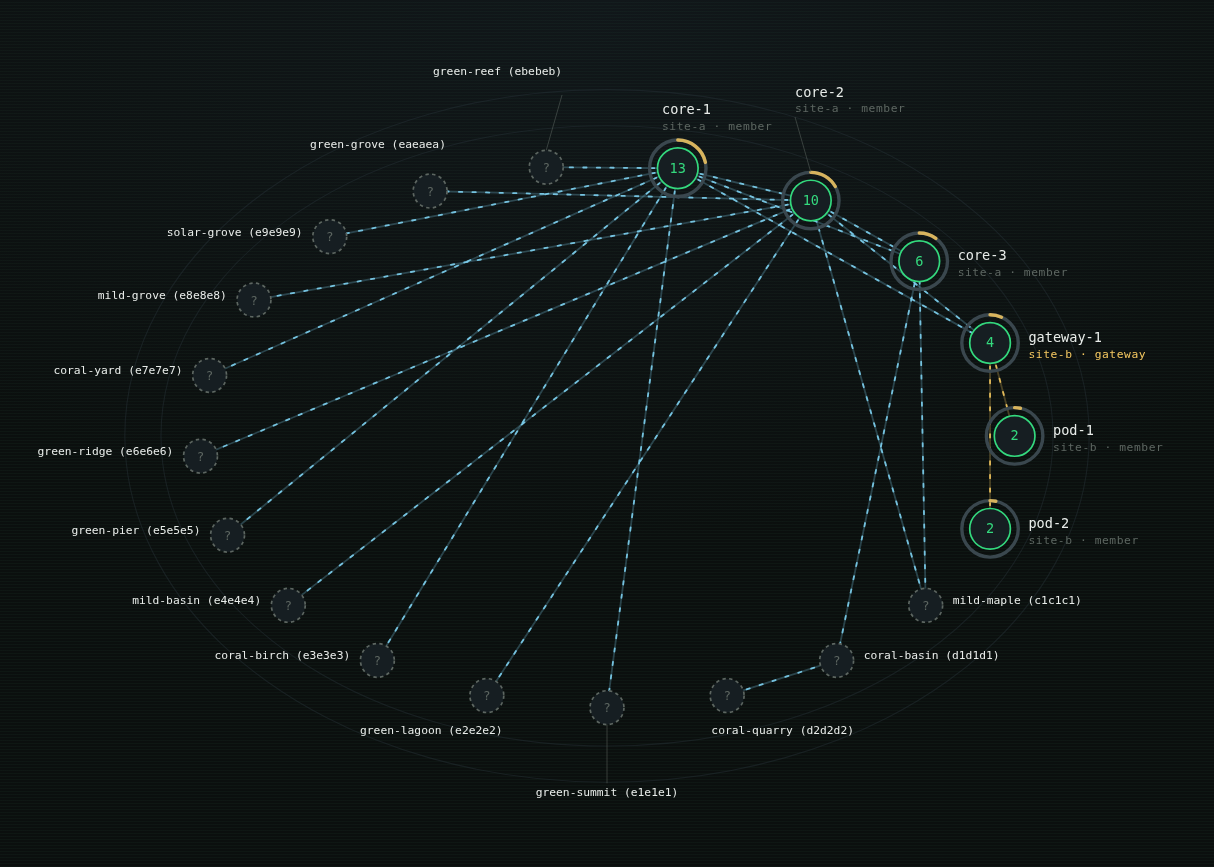 green-reef (ebebeb)
core-2
site-a · member
core-1
site-a · member
green-grove (eaeaea)
?
13
?
10
solar-grove (e9e9e9)
?
6
core-3
site-a · member
mild-grove (e8e8e8)
?
4
gateway-1
site-b · gateway
coral-yard (e7e7e7)
?
2
pod-1
site-b · member
green-ridge (e6e6e6)
?
2
pod-2
site-b · member
green-pier (e5e5e5)
?
mild-basin (e4e4e4)
?
?
mild-maple (c1c1c1)
coral-birch (e3e3e3)
?
?
coral-basin (d1d1d1)
?
?
?
green-lagoon (e2e2e2)
coral-quarry (d2d2d2)
green-summit (e1e1e1)